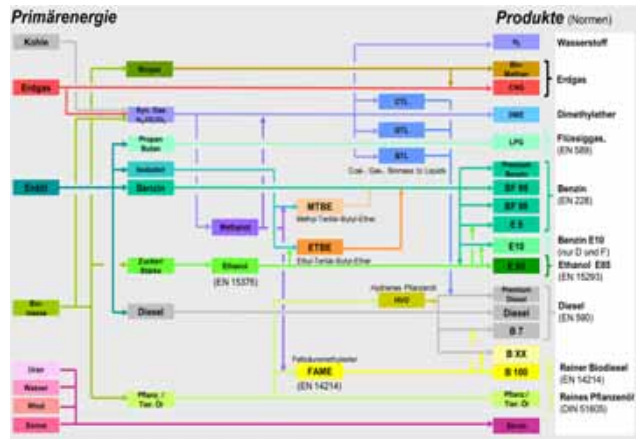 Primärenergie
Produkte (Normen)
Kohle
H₂
Wasserstoff
Biogas
Bio-
Methan
Erdgas
Erdgas
CNG
Syn. Gas
CTL
DME
Dimethylether
GTL
Propan
Butan
LPG
Flüssiggas,
(EN 589)
BTL
Coal-, Gas-, Biomass to Liquids
Premium
Benzin
Erdöl
Benzin
BF 95
Benzin
(EN 228)
MTBE
Methyl-Tertiär-Butyl-Ether
E 5
Methanol
ETBE
Ethyl-Tertiär-Butyl-Ether
E10
Benzin E10
(nur D und F)
Zucker/
Stärke
Ethanol
(EN 15376)
E 85
Ethanol E85
(EN 15293)
Hydriertes Pflanzenöl
HVO
Premium
Diesel
Bio-
masse
Diesel
Diesel
Diesel
(EN 590)
B 7
B XX
Fettsäuremethylester
Uran
FAME
(EN 14214)
B 100
Reiner Biodiesel
(EN 14214)
Wasser
Pflanz. /
Tier. Öl
Pflanz./
Tier. Öl
Reines Pflanzenöl
(DIN 51605)
Wind
Sonne
Strom